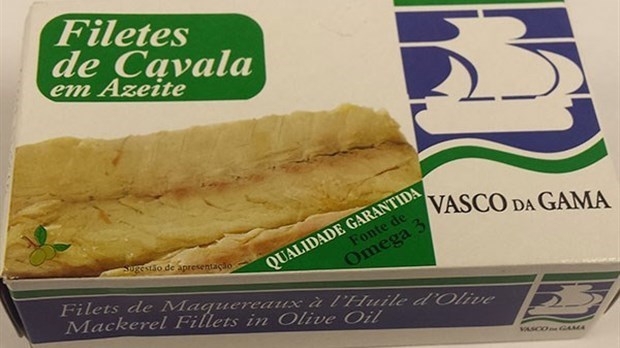 Filetes
de Cavala
em Azeite
QUALIDADE GARANTIDA
Fonte de
Omega 3
Sugestão de apresentação
VASCO DA GAMA
Filets de Maquereaux à l'Huile d'Olive
Mackerel Fillets in Olive Oil
VASCO DA GAMA